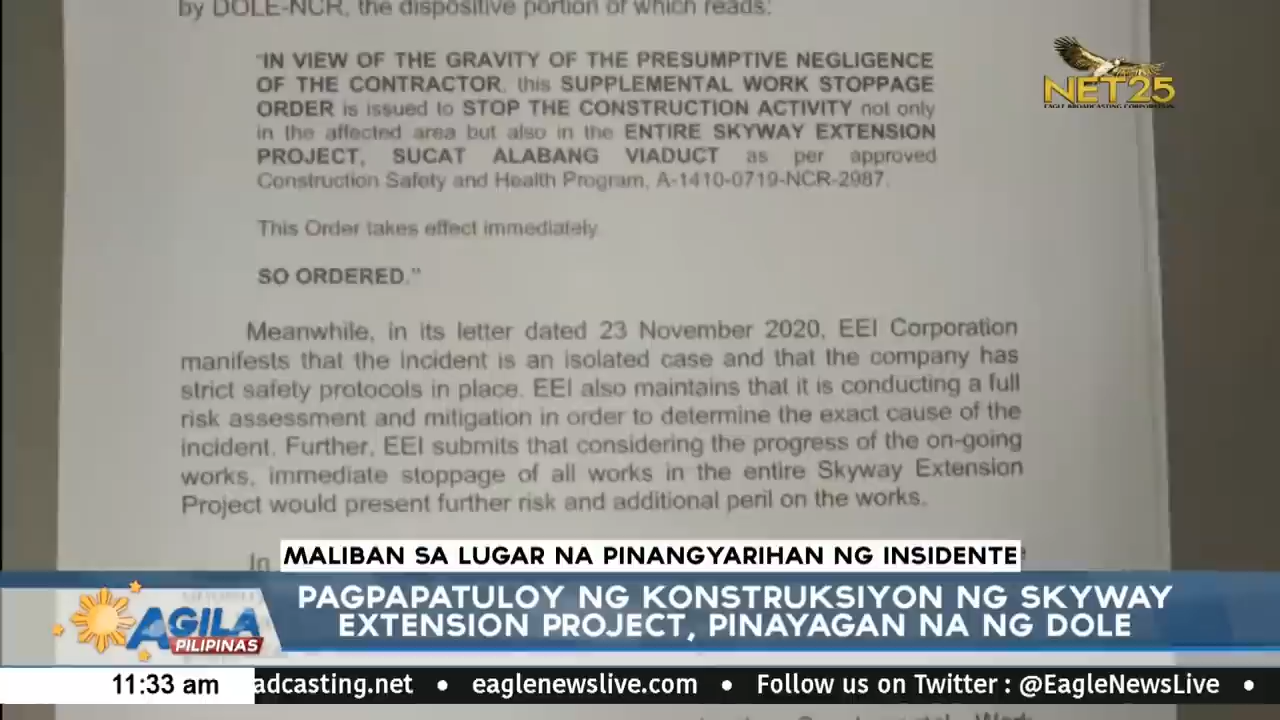 by DOLE-NCR, the dispositive portion of which reads:
"IN VIEW OF THE GRAVITY OF THE PRESUMPTIVE NEGLIGENCE
OF THE CONTRACTOR, this SUPPLEMENTAL WORK STOPPAGE
ORDER is issued to STOP THE CONSTRUCTION ACTIVITY not only
in the affected area but also in the ENTIRE SKYWAY EXTENSION
PROJECT, SUCAT ALABANG VIADUCT as per approved
Construction Safety and Health Program, A-1410-0719-NCR-2987.
This Order takes effect immediately.
SO ORDERED."
Meanwhile, in its letter dated 23 November 2020, EEI Corporation
manifests that the incident is an isolated case and that the company has
strict safety protocols in place. EEI also maintains that it is conducting a full
risk assessment and mitigation in order to determine the exact cause of the
incident. Further, EEI submits that considering the progress of the on-going
works, immediate stoppage of all works in the entire Skyway Extension
Project would present further risk and additional peril on the works.
In
NET25
EAGLE BROADCASTING CORPORATION
MALIBAN SA LUGAR NA PINANGYARIHAN NG INSIDENTE
PAGPAPATULOY NG KONSTRUKSIYON NG SKYWAY
EXTENSION PROJECT, PINAYAGAN NA NG DOLE
AGILA
PILIPINAS
11:33 am
adcasting.net • eaglenewslive.com • Follow us on Twitter : @EagleNewsLive •